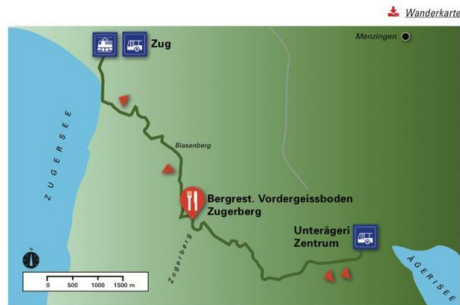 Wanderkarte
Menzingen
Zug
ZUGERSEE
Blasenberg
Bergrest. Vordergeissboden
Zugerberg
Unterägeri
Zentrum
Zugerberg
ÄGERISEE
N
0 500 1000 1500 m